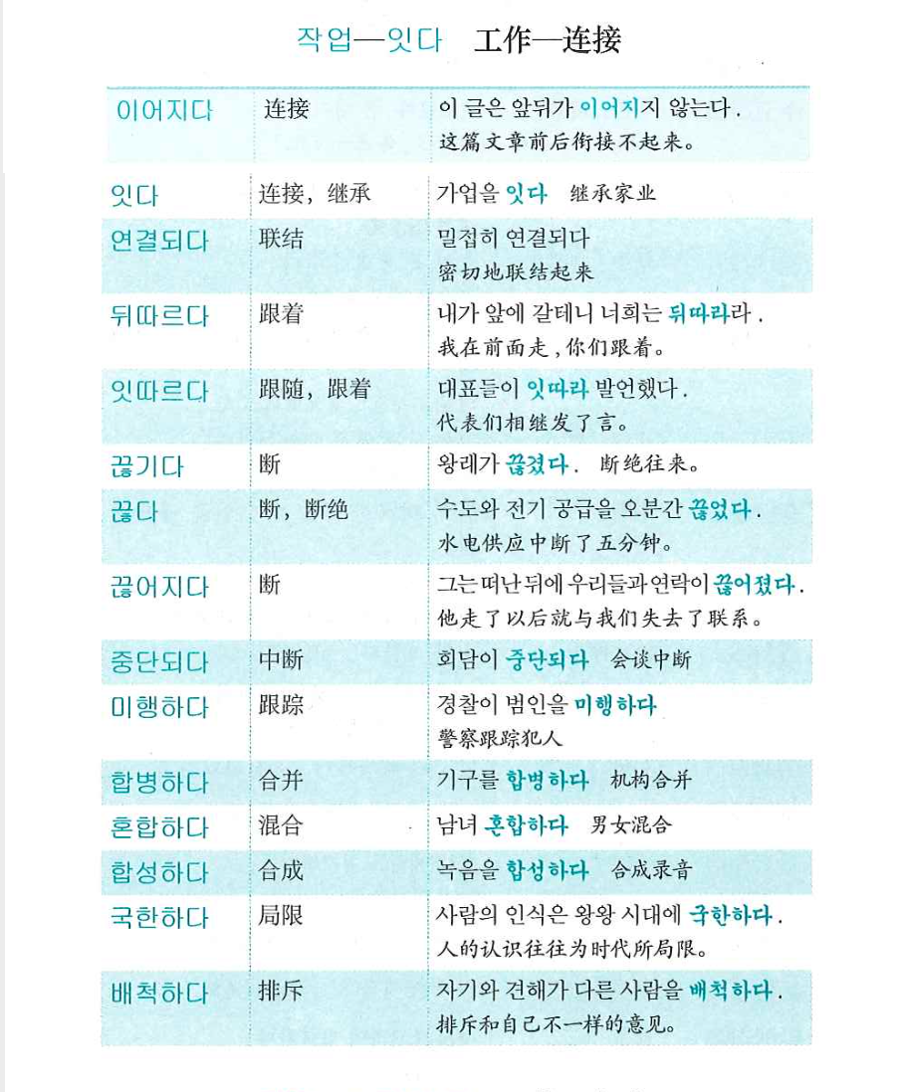 작업—잇다 工作—连接
이어지다 连接 이 글은 앞뒤가 이어지지 않는다.
这篇文章前后衔接不起来。
잇다 连接，继承 가업을 잇다 继承家业
연결되다 联结 밀접히 연결되다
密切地联结起来
뒤따르다 跟着 내가 앞에 갈테니 너희는 뒤따라라.
我在前面走,你们跟着。
잇따르다 跟随，跟着 대표들이 잇따라 발언했다.
代表们相继发了言。
끊기다 断 왕래가 끊겼다. 断绝往来。
끊다 断，断绝 수도와 전기 공급을 오분간 끊었다.
水电供应中断了五分钟。
끊어지다 断 그는 떠난 뒤에 우리들과 연락이 끊어졌다.
他走了以后就与我们失去了联系。
중단되다 中断 회담이 중단되다 会谈中断
미행하다 跟踪 경찰이 범인을 미행하다
警察跟踪犯人
합병하다 合并 기구를 합병하다 机构合并
혼합하다 混合 남녀 혼합하다 男女混合
합성하다 合成 녹음을 합성하다 合成录音
국한하다 局限 사람의 인식은 왕왕 시대에 국한하다.
人的认识往往为时代所局限。
배척하다 排斥 자기와 견해가 다른 사람을 배척하다.
排斥和自己不一样的意见。